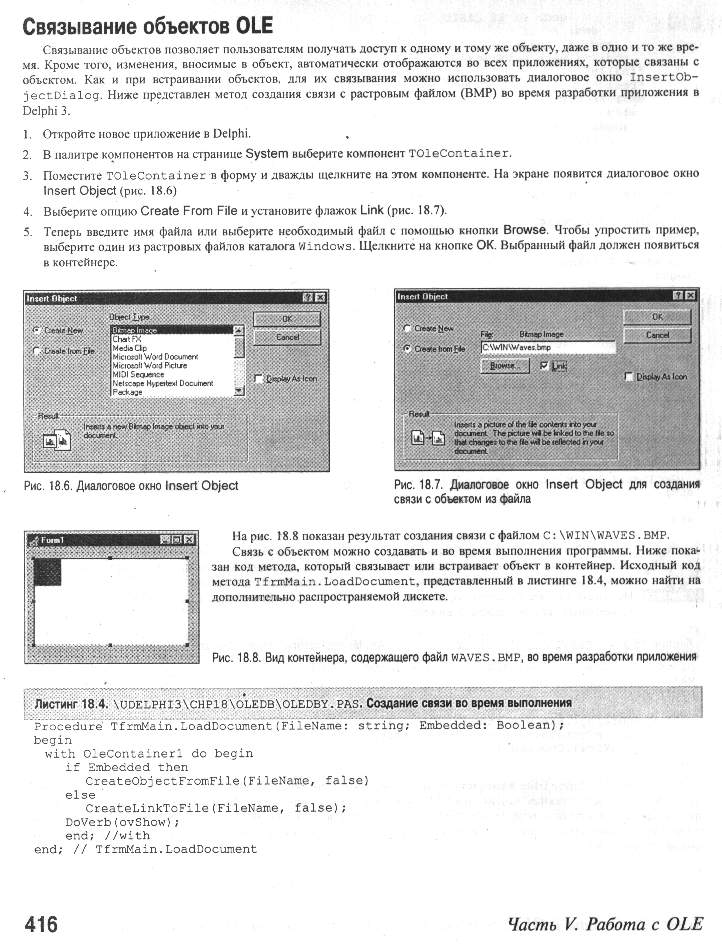 Связывание объектов OLE
Связывание объектов позволяет пользователям получать доступ к одному и тому же объекту, даже в одно и то же вре-
мя. Кроме того, изменения, вносимые в объект, автоматически отображаются во всех приложениях, которые связаны с
объектом. Как и при встраивании объектов, для их связывания можно использовать диалоговое окно InsertOb-
jectDialog. Ниже представлен метод создания связи с растровым файлом (BMP) во время разработки приложения в
Delphi 3.
1. Откройте новое приложение в Delphi.
2. В палитре компонентов на странице System выберите компонент TOleContainer.
3. Поместите TOleContainer в форму и дважды щелкните на этом компоненте. На экране появится диалоговое окно
Insert Object (рис. 18.6)
4. Выберите опцию Create From File и установите флажок Link (рис. 18.7).
5. Теперь введите имя файла или выберите необходимый файл с помощью кнопки Browse. Чтобы упростить пример,
выберите один из растровых файлов каталога Windows. Щелкните на кнопке OK. Выбранный файл должен появиться
в контейнере.
Insert Object
Object Type:
Create New
Create from File
Bitmap Image
Chart FX
Media Clip
Microsoft Word Document
Microsoft Word Picture
MIDI Sequence
Netscape Hypertext Document
Package
OK
Cancel
Display As Icon
Result
Inserts a new Bitmap Image object into your
document.
Рис. 18.6. Диалоговое окно Insert Object
Insert Object
Create New
Create from File
File: Bitmap Image
C:\WIN\Waves.bmp
Browse... Link
OK
Cancel
Display As Icon
Result
Inserts a picture of the file contents into your
document. The picture will be linked to the file so
that changes to the file will be reflected in your
document.
Рис. 18.7. Диалоговое окно Insert Object для создания
связи с объектом из файла
Form1
На рис. 18.8 показан результат создания связи с файлом C:\WIN\WAVES.BMP.
Связь с объектом можно создавать и во время выполнения программы. Ниже пока-
зан код метода, который связывает или встраивает объект в контейнер. Исходный код
метода TfrmMain.LoadDocument, представленный в листинге 18.4, можно найти на
дополнительно распространяемой дискете.
Рис. 18.8. Вид контейнера, содержащего файл WAVES.BMP, во время разработки приложения
Листинг 18.4. \UDELPHI3\CHP18\OLEDB\OLEDBY.PAS. Создание связи во время выполнения
Procedure TfrmMain.LoadDocument(FileName: string; Embedded: Boolean);
begin
with OleContainer1 do begin
if Embedded then
CreateObjectFromFile(FileName, false)
else
CreateLinkToFile(FileName, false);
DoVerb(ovShow);
end; //with
end; // TfrmMain.LoadDocument
416
Часть V. Работа с OLE